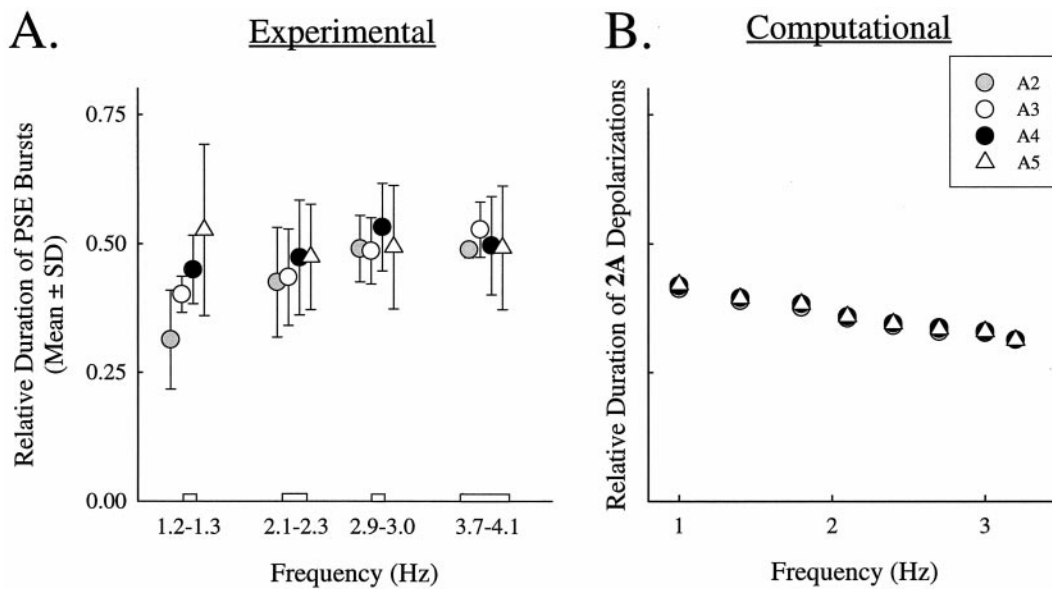 A.
Experimental
Relative Duration of PSE Bursts
(Mean ± SD)
0.75
0.50
0.25
0.00
1.2-1.3
2.1-2.3
2.9-3.0
3.7-4.1
Frequency (Hz)
B.
Computational
Relative Duration of 2A Depolarizations
A2
A3
A4
A5
1
2
3
Frequency (Hz)